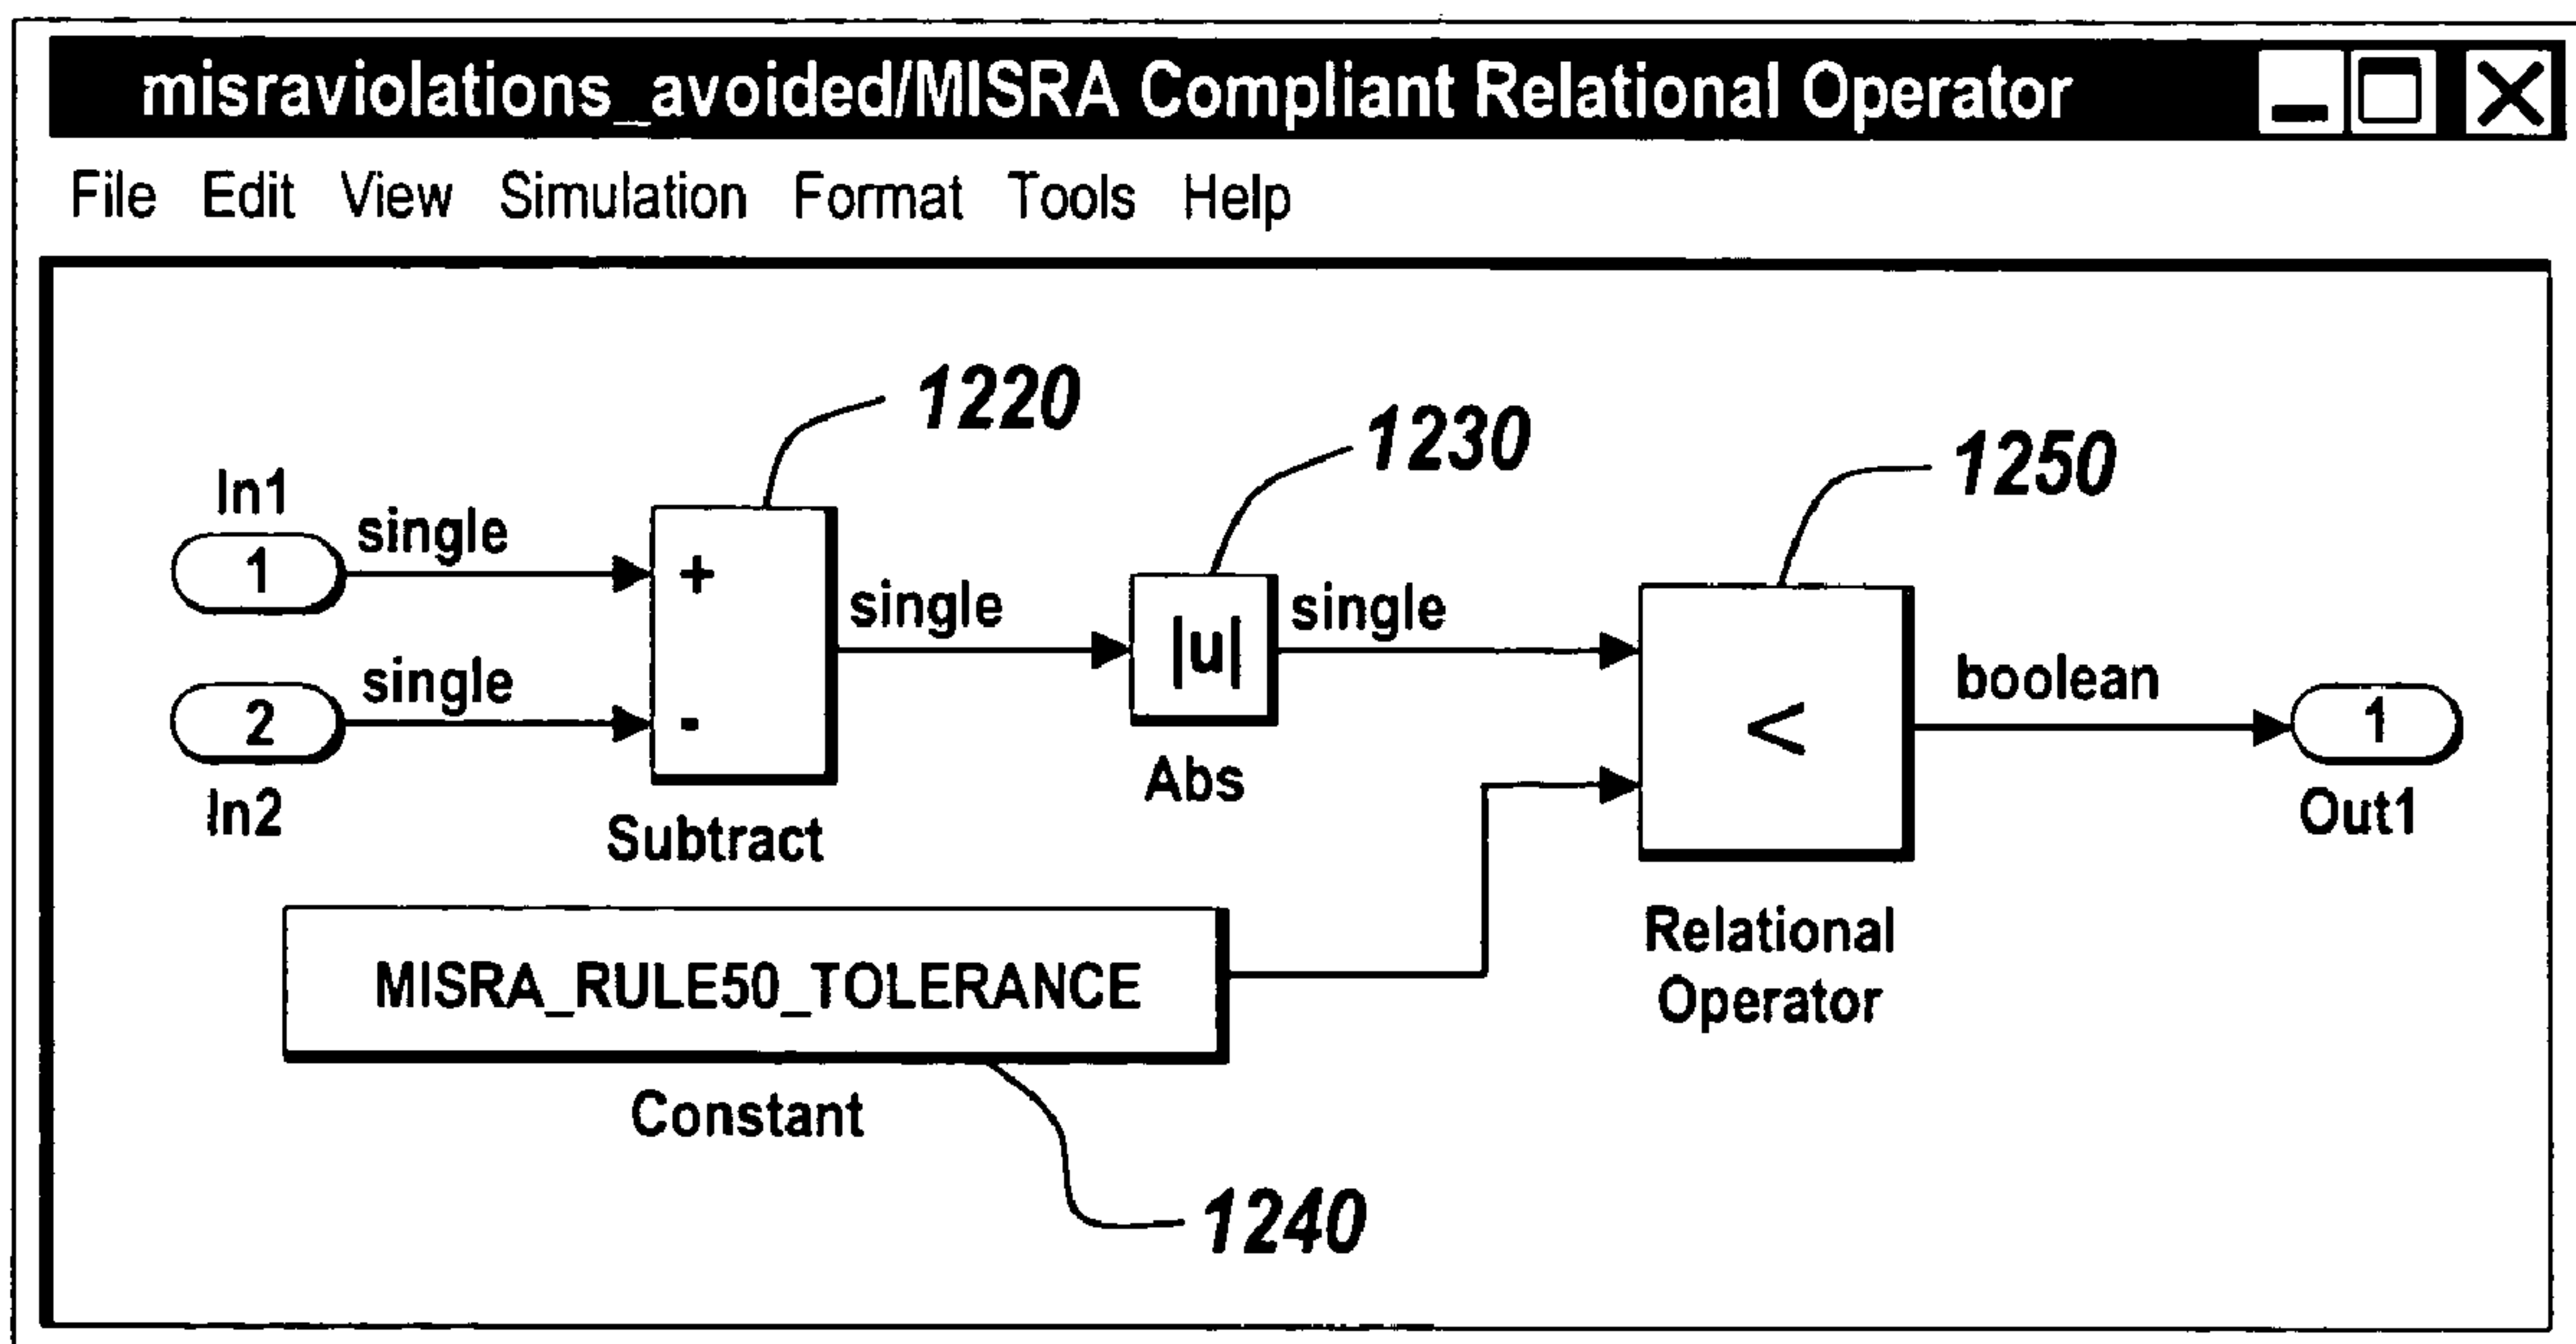 misraviolations_avoided/MISRA Compliant Relational Operator
File Edit View Simulation Format Tools Help
1220
1230
1250
In1
1
single
+
single
|u|
single
Abs
2
single
-
In2
Subtract
<
boolean
1
Out1
Relational
Operator
MISRA_RULE50_TOLERANCE
Constant
1240